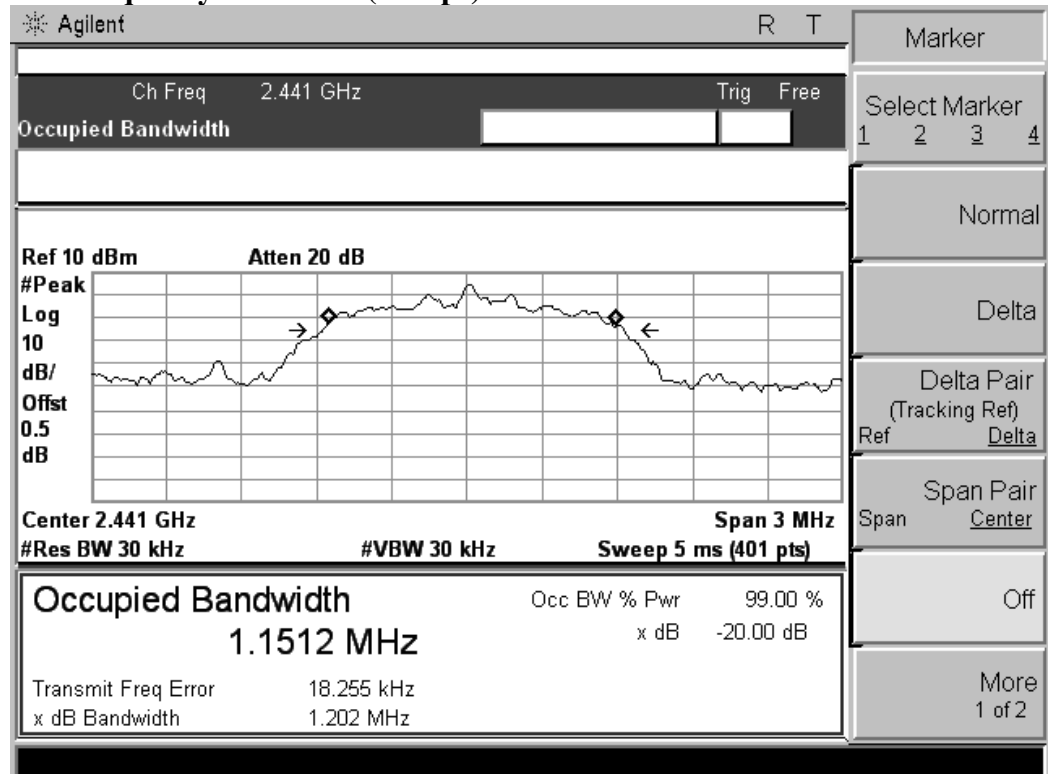 Agilent R T
Ch Freq 2.441 GHz Trig Free
Occupied Bandwidth
Ref 10 dBm Atten 20 dB
#Peak
Log
10
dB/
Offst
0.5
dB
Center 2.441 GHz Span 3 MHz
#Res BW 30 kHz #VBW 30 kHz Sweep 5 ms (401 pts)
Occupied Bandwidth Occ BW % Pwr 99.00 %
1.1512 MHz x dB -20.00 dB
Transmit Freq Error 18.255 kHz
x dB Bandwidth 1.202 MHz
Marker
Select Marker
1 2 3 4
Normal
Delta
Delta Pair
(Tracking Ref)
Ref Delta
Span Pair
Span Center
Off
More
1 of 2